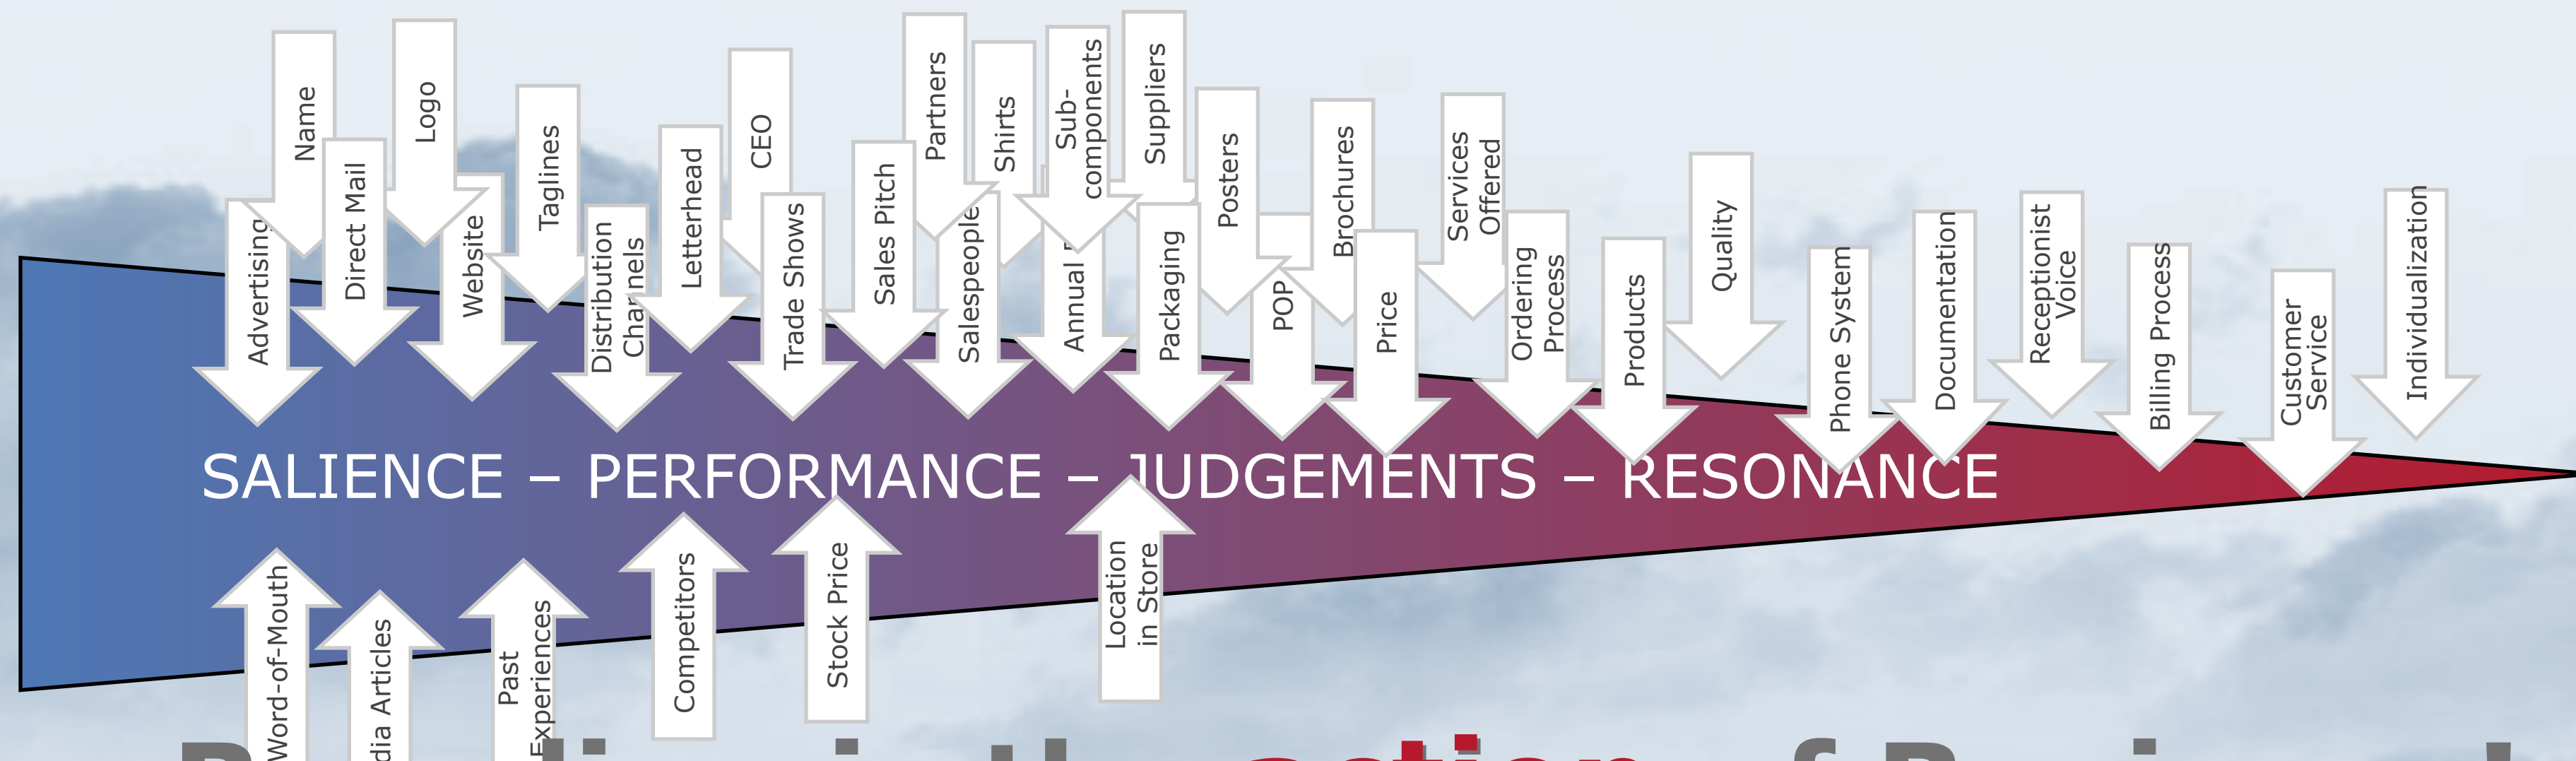 Name
Logo
Partners
Shirts
Sub-
components
Suppliers
CEO
Taglines
Posters
Brochures
Services
Offered
Advertising
Direct Mail
Website
Distribution
Channels
Letterhead
Trade Shows
Sales Pitch
Salespeople
Annual
Packaging
POP
Price
Ordering
Process
Products
Quality
Phone System
Documentation
Receptionist
Voice
Billing Process
Customer
Service
Individualization
SALIENCE – PERFORMANCE – JUDGEMENTS – RESONANCE
Word-of-Mouth
dia Articles
Past
Experiences
Competitors
Stock Price
Location
in Store